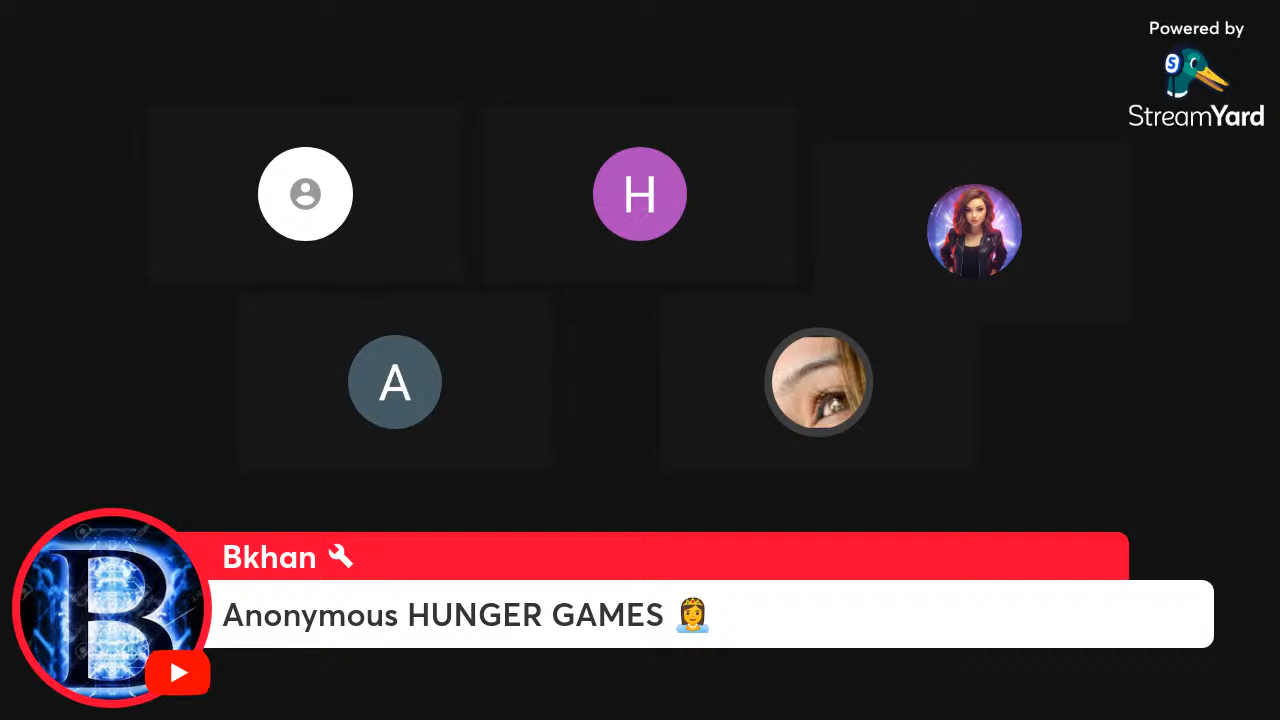 Powered by
StreamYard
S
H
A
Bkhan
Anonymous HUNGER GAMES 👸
B